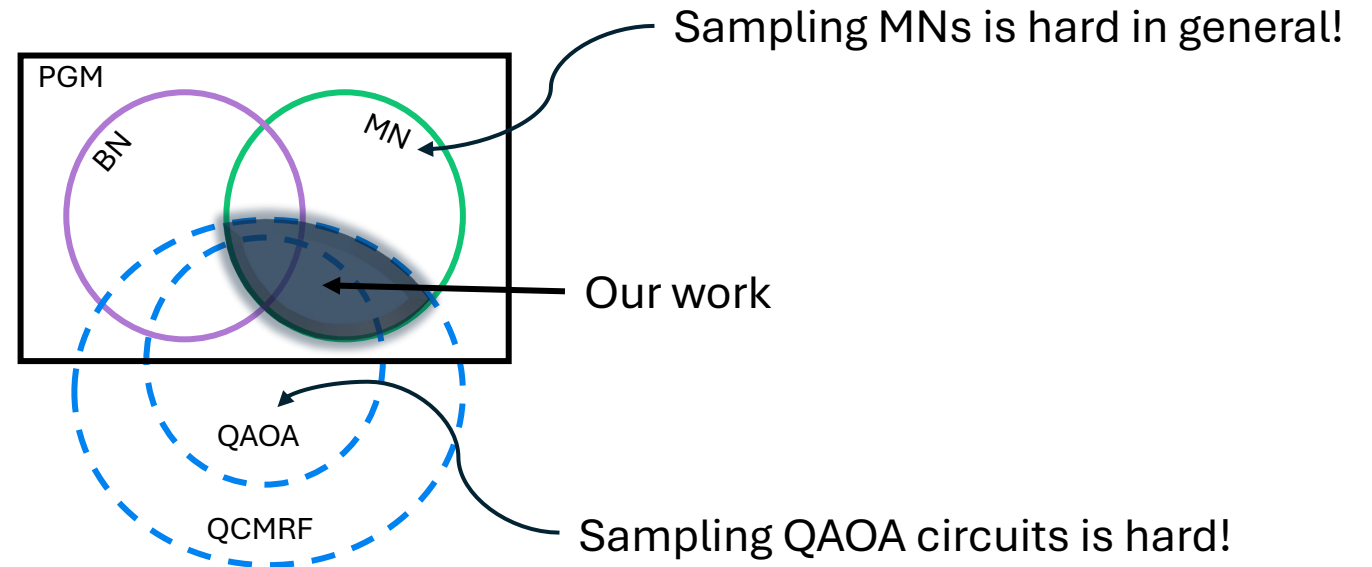 Sampling MNs is hard in general!
PGM
BN
MN
Our work
QAOA
QCMRF
Sampling QAOA circuits is hard!